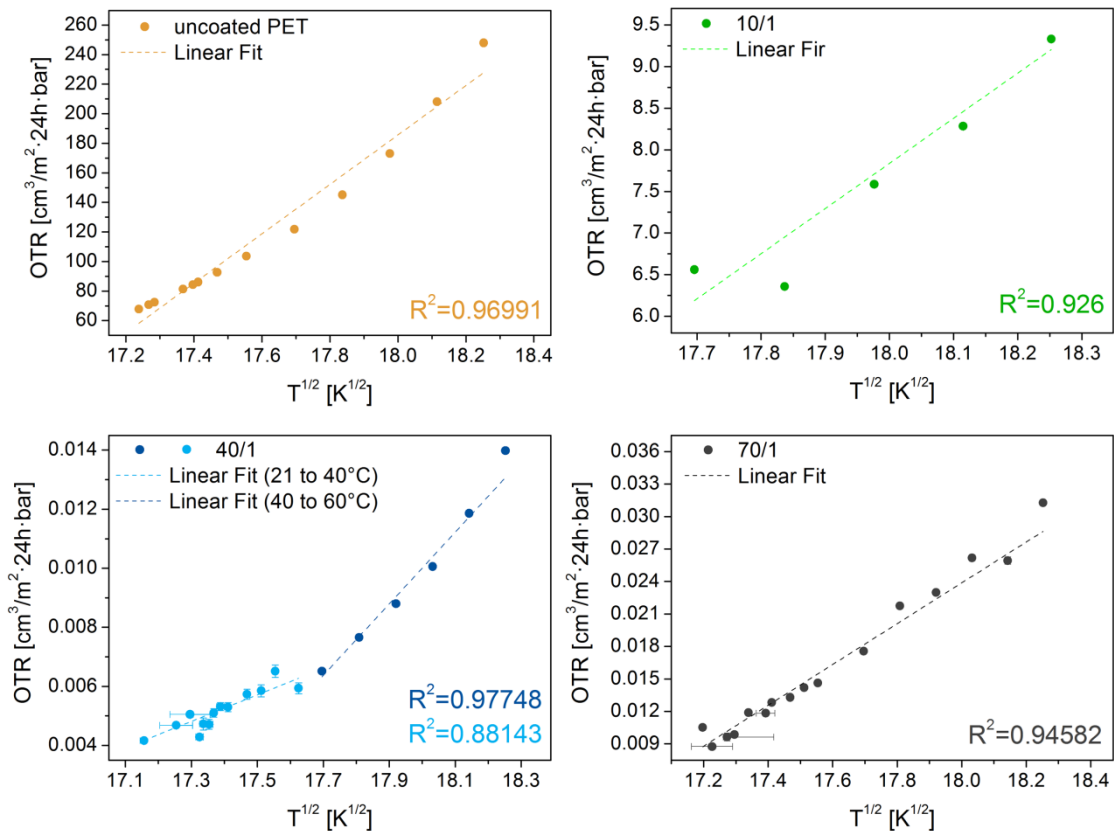 uncoated PET
Linear Fit
OTR [cm³/m²·24h·bar]
260
240
220
200
180
160
140
120
100
80
60
17.2 17.4 17.6 17.8 18.0 18.2 18.4
T^1/2 [K^1/2]
R²=0.96991
10/1
Linear Fir
OTR [cm³/m²·24h·bar]
9.5
9.0
8.5
8.0
7.5
7.0
6.5
6.0
17.7 17.8 17.9 18.0 18.1 18.2 18.3
T^1/2 [K^1/2]
R²=0.926
40/1
Linear Fit (21 to 40°C)
Linear Fit (40 to 60°C)
OTR [cm³/m²·24h·bar]
0.014
0.012
0.010
0.008
0.006
0.004
17.1 17.3 17.5 17.7 17.9 18.1 18.3
T^1/2 [K^1/2]
R²=0.97748
R²=0.88143
70/1
Linear Fit
OTR [cm³/m²·24h·bar]
0.036
0.033
0.030
0.027
0.024
0.021
0.018
0.015
0.012
0.009
17.2 17.4 17.6 17.8 18.0 18.2 18.4
T^1/2 [K^1/2]
R²=0.94582